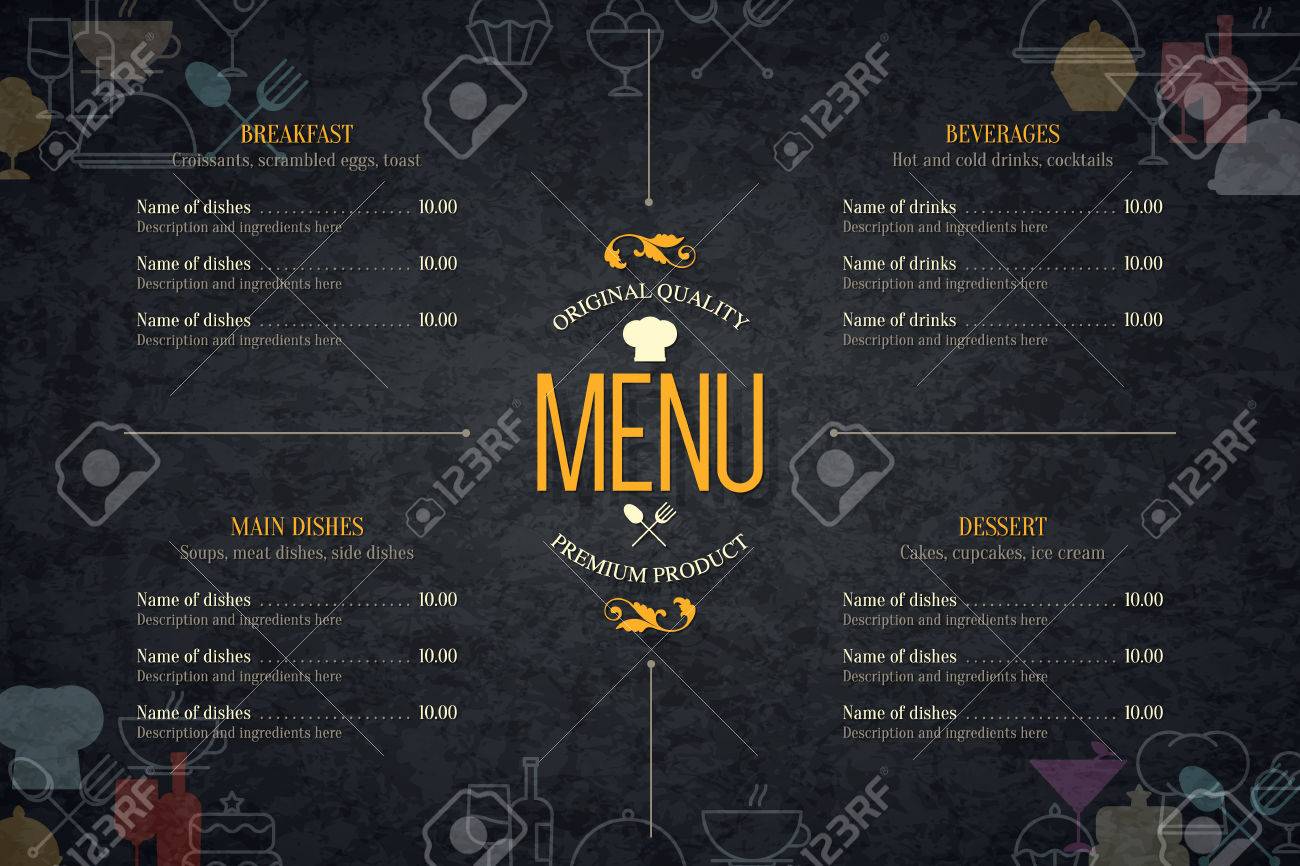 BREAKFAST
Croissants, scrambled eggs, toast
Name of dishes .................... 10.00
Description and ingredients here
Name of dishes .................... 10.00
Description and ingredients here
Name of dishes .................... 10.00
Description and ingredients here
MAIN DISHES
Soups, meat dishes, side dishes
Name of dishes .................... 10.00
Description and ingredients here
Name of dishes .................... 10.00
Description and ingredients here
Name of dishes .................... 10.00
Description and ingredients here
ORIGINAL QUALITY
MENU
PREMIUM PRODUCT
BEVERAGES
Hot and cold drinks, cocktails
Name of drinks .................... 10.00
Description and ingredients here
Name of drinks .................... 10.00
Description and ingredients here
Name of drinks .................... 10.00
Description and ingredients here
DESSERT
Cakes, cupcakes, ice cream
Name of dishes .................... 10.00
Description and ingredients here
Name of dishes .................... 10.00
Description and ingredients here
Name of dishes .................... 10.00
Description and ingredients here
123RF®
123RF®
123RF®
123RF®
123RF®
123RF®